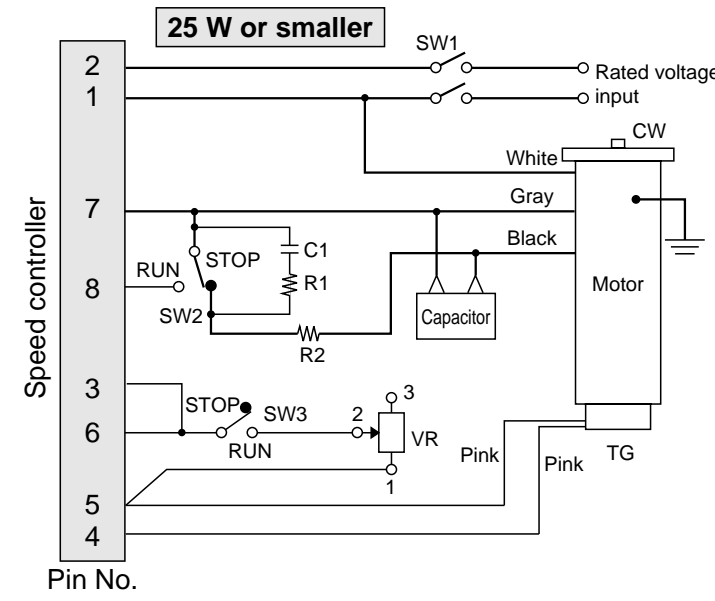 25 W or smaller
SW1
2
Rated voltage
1
input
CW
White
7
Gray
Black
STOP
C1
RUN
8
R1
SW2
Motor
Capacitor
R2
Speed controller
3
3
STOP
SW3
2
6
RUN
VR
1
Pink
Pink
TG
5
4
Pin No.